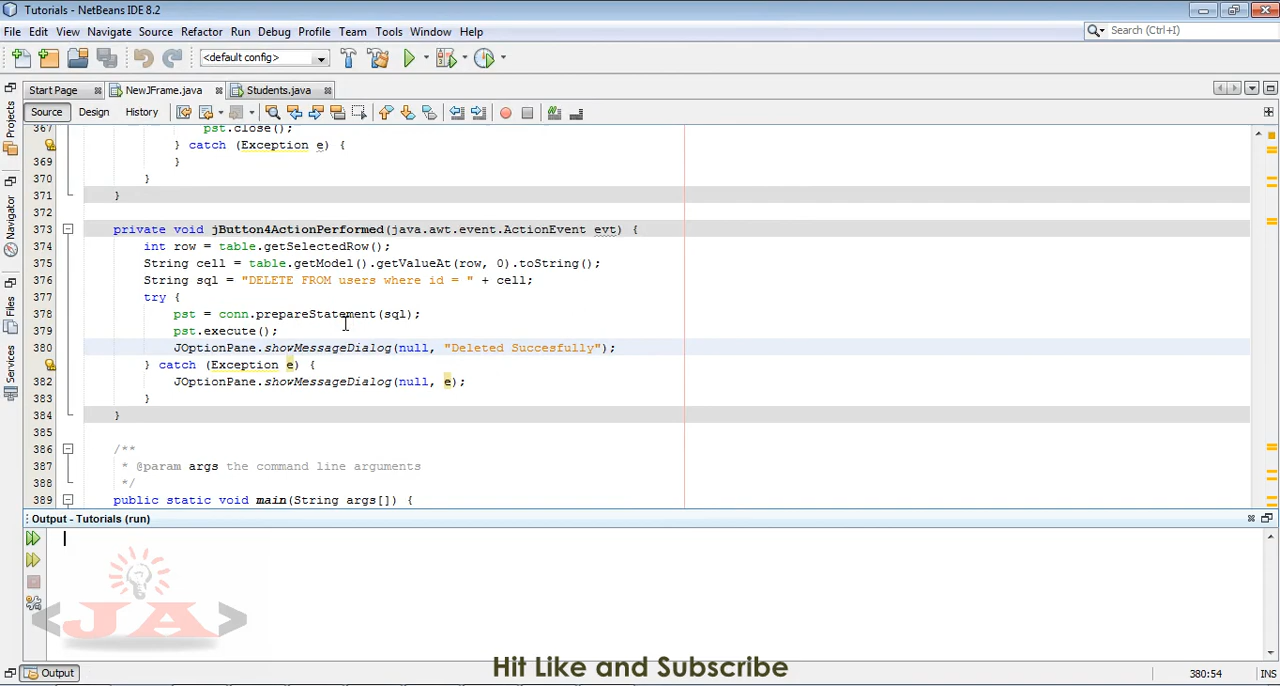 Tutorials - NetBeans IDE 8.2
File Edit View Navigate Source Refactor Run Debug Profile Team Tools Window Help
Search (Ctrl+I)
<default config>
Start Page NewJFrame.java Students.java
Source Design History
Projects
Navigator
Files
Services
367 pst.close();
} catch (Exception e) {
369 }
370 }
371 }
372
373 private void jButton4ActionPerformed(java.awt.event.ActionEvent evt) {
374 int row = table.getSelectedRow();
375 String cell = table.getModel().getValueAt(row, 0).toString();
376 String sql = "DELETE FROM users where id = " + cell;
377 try {
378 pst = conn.prepareStatement(sql);
379 pst.execute();
380 JOptionPane.showMessageDialog(null, "Deleted Succesfully");
} catch (Exception e) {
382 JOptionPane.showMessageDialog(null, e);
383 }
384 }
385
386 /**
387 * @param args the command line arguments
388 */
389 public static void main(String args[]) {
Output - Tutorials (run)
<JA>
Hit Like and Subscribe
Output
380:54 INS